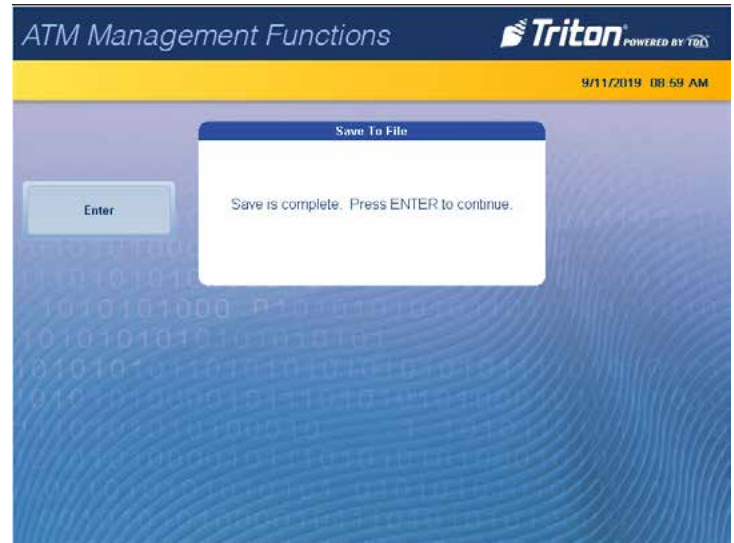 ATM Management Functions
Triton POWERED BY TDL
9/11/2019 08:59 AM
Save To File
Enter
Save is complete. Press ENTER to continue.